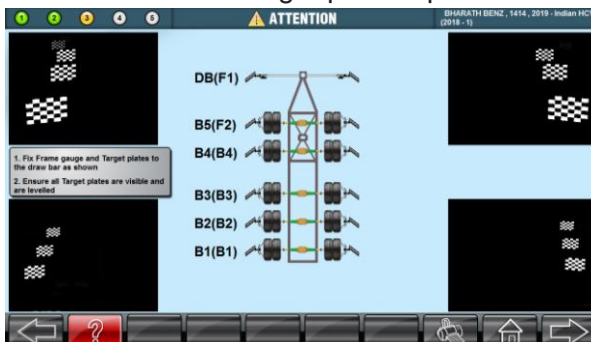 1 2 3 4 5
ATTENTION
BHARATH BENZ , 1414 , 2019 - Indian HCV
(2018 - 1)
DB(F1)
B5(F2)
B4(B4)
B3(B3)
B2(B2)
B1(B1)
1. Fix Frame gauge and Target plates to
the draw bar as shown
2. Ensure all Target plates are visible and
are levelled
?